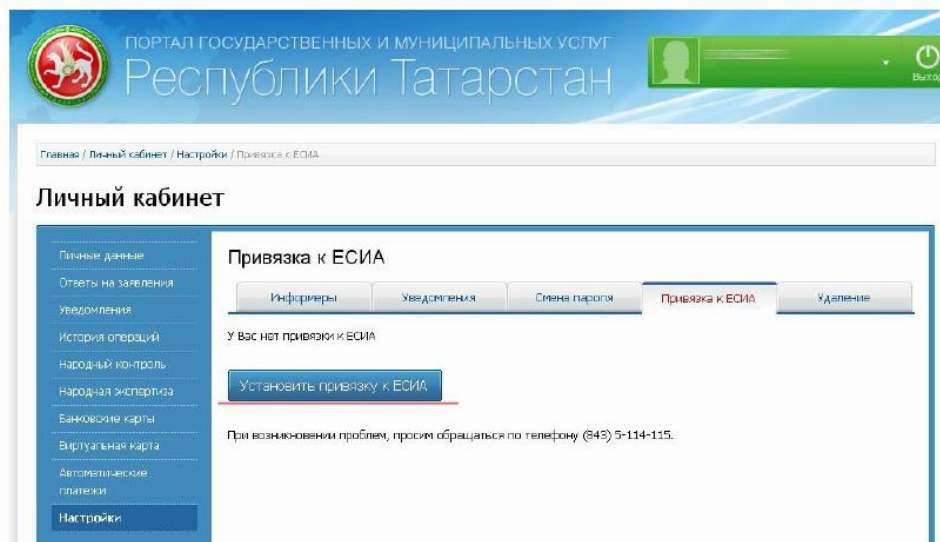 ПОРТАЛ ГОСУДАРСТВЕННЫХ И МУНИЦИПАЛЬНЫХ УСЛУГ
Республики Татарстан
Выход
Главная / Личный кабинет / Настройки / Привязка к ЕСИА
Личный кабинет
Личные данные
Ответы на заявления
Уведомления
История операций
Народный контроль
Народная экспертиза
Банковские карты
Виртуальная карта
Автоматические
платежи
Настройки
Привязка к ЕСИА
Информеры Уведомления Смена пароля Привязка к ЕСИА Удаление
У Вас нет привязки к ЕСИА
Установить привязку к ЕСИА
При возникновении проблем, просим обращаться по телефону (843) 5-114-115.